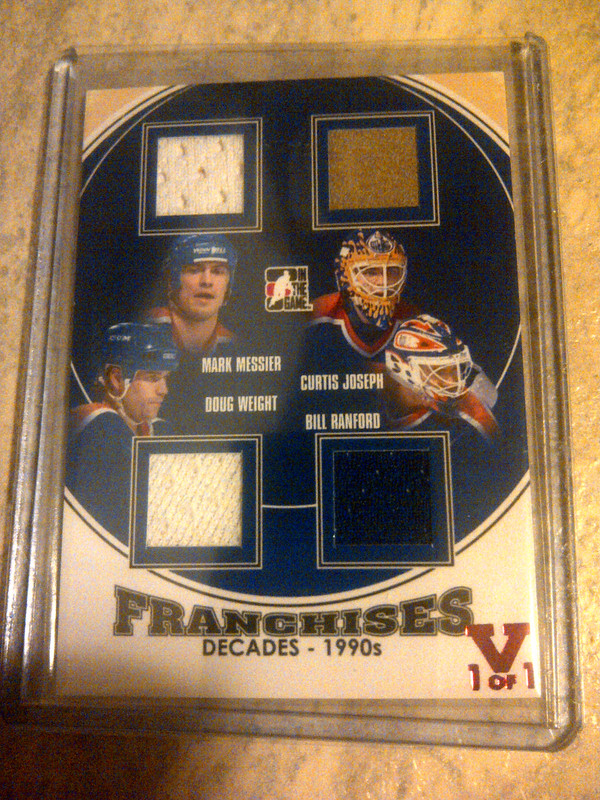 IN
THE
GAME
MARK MESSIER
CURTIS JOSEPH
DOUG WEIGHT
BILL RANFORD
FRANCHISES
DECADES - 1990s
V
1 OF 1